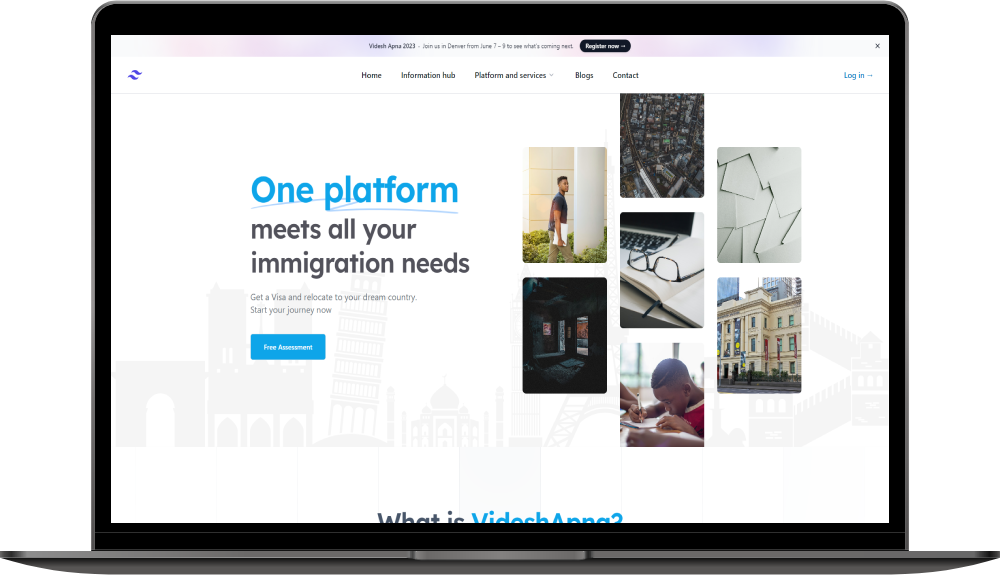 Videsh Apna 2023 • Join us in Denver from June 7 – 9 to see what's coming next. Register now →
Home Information hub Platform and services Blogs Contact Log in →
One platform
meets all your
immigration needs
Get a Visa and relocate to your dream country.
Start your journey now
Free Assessment
What is VideshApna?